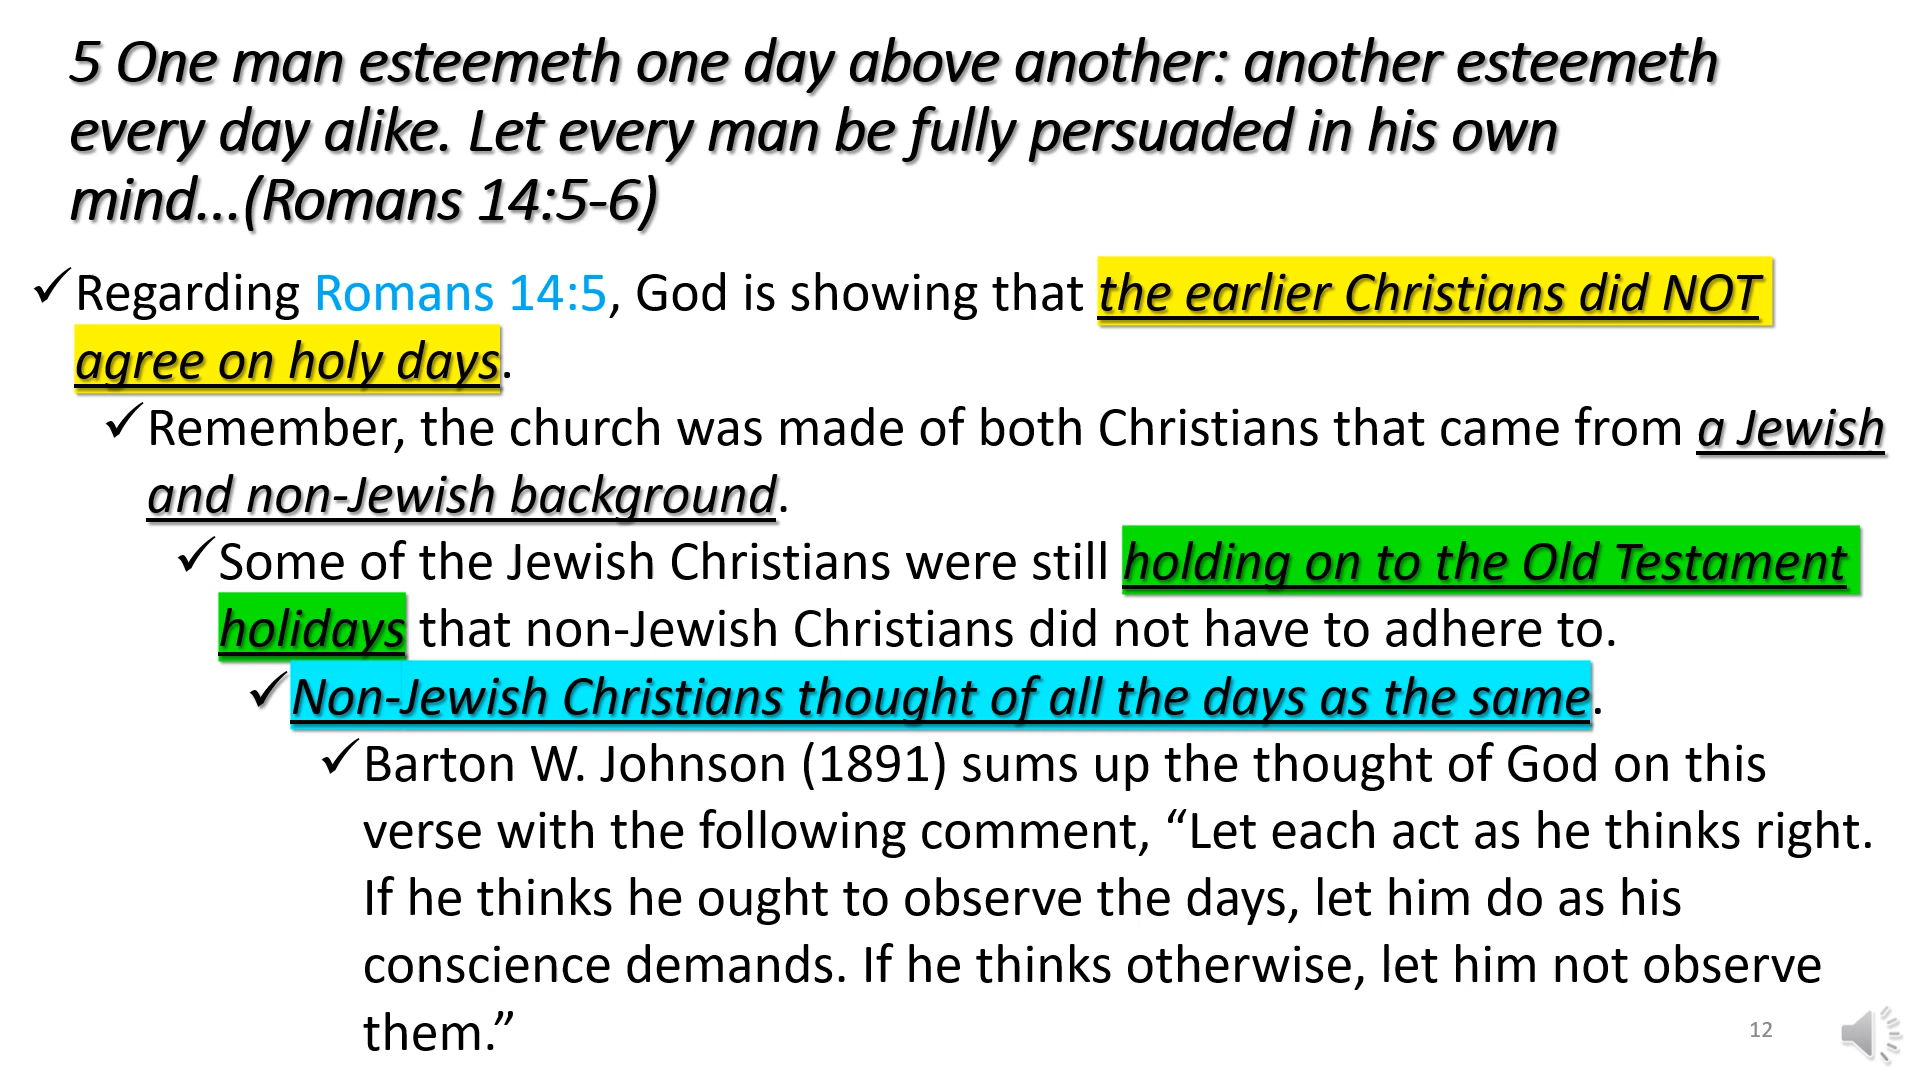 5 One man esteemeth one day above another: another esteemeth
every day alike. Let every man be fully persuaded in his own
mind…(Romans 14:5-6)
✓Regarding Romans 14:5, God is showing that the earlier Christians did NOT
agree on holy days.
✓Remember, the church was made of both Christians that came from a Jewish
and non-Jewish background.
✓Some of the Jewish Christians were still holding on to the Old Testament
holidays that non-Jewish Christians did not have to adhere to.
✓Non-Jewish Christians thought of all the days as the same.
✓Barton W. Johnson (1891) sums up the thought of God on this
verse with the following comment, “Let each act as he thinks right.
If he thinks he ought to observe the days, let him do as his
conscience demands. If he thinks otherwise, let him not observe
them.”
12